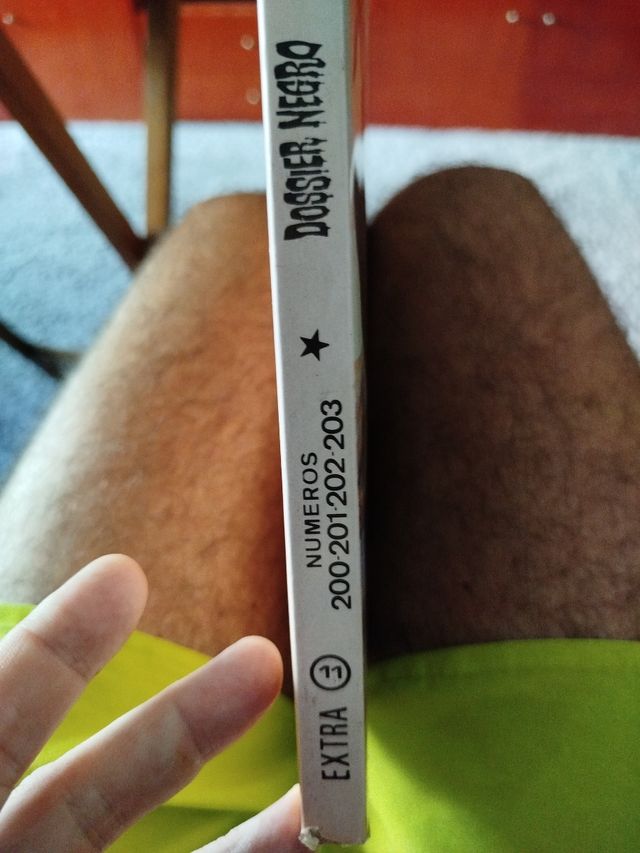 EXTRA 11
NUMEROS
200-201-202-203
★
DOSSIER NEGRO